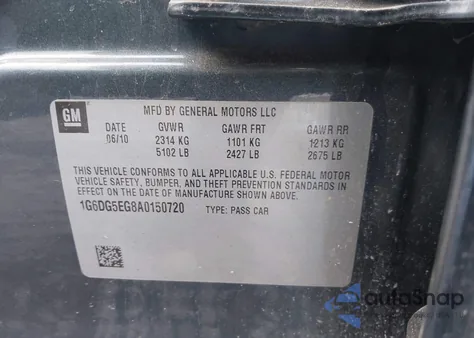 GM
MFD BY GENERAL MOTORS LLC
DATE GVWR GAWR FRT GAWR RR
06/10 2314 KG 1101 KG 1213 KG
5102 LB 2427 LB 2675 LB
THIS VEHICLE CONFORMS TO ALL APPLICABLE U.S. FEDERAL MOTOR
VEHICLE SAFETY, BUMPER, AND THEFT PREVENTION STANDARDS IN
EFFECT ON THE DATE OF MANUFACTURE SHOWN ABOVE.
1G6DG5EG8A0150720 TYPE: PASS CAR
autoSnap